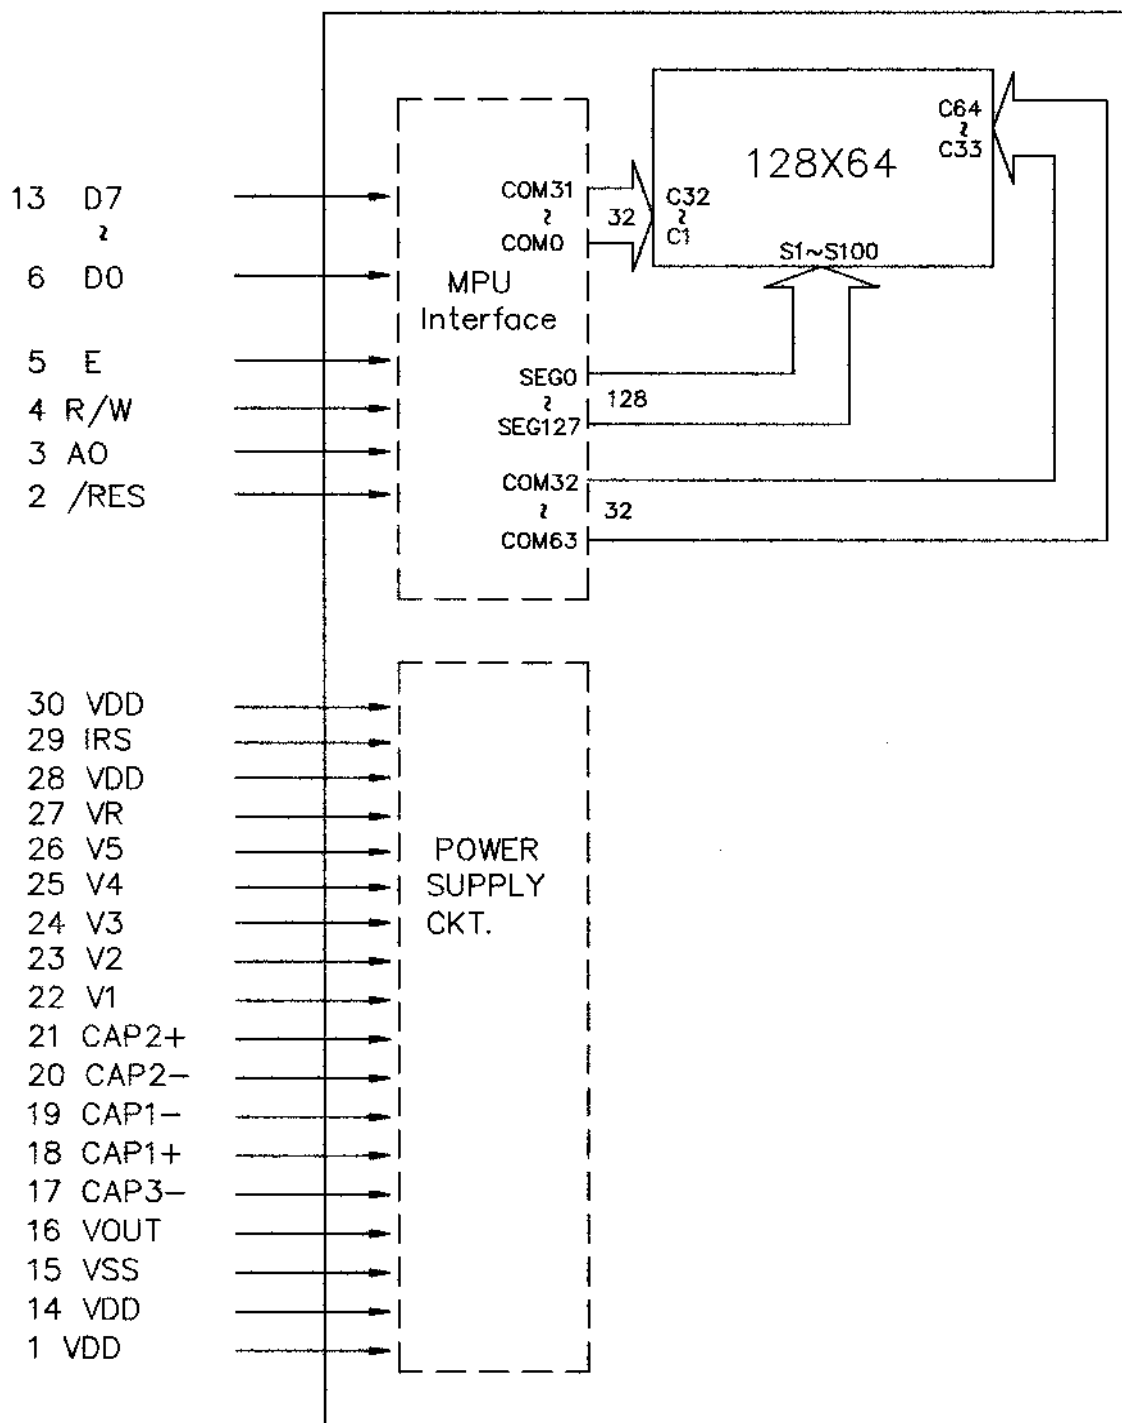 13 D7
~
6 D0
5 E
4 R/W
3 A0
2 /RES
MPU
Interface
COM31
~
COM0
32
SEG0
~
SEG127
128
COM32
~
COM63
32
128X64
C32
~
C1
C64
~
C33
S1~S100
30 VDD
29 IRS
28 VDD
27 VR
26 V5
25 V4
24 V3
23 V2
22 V1
21 CAP2+
20 CAP2-
19 CAP1-
18 CAP1+
17 CAP3-
16 VOUT
15 VSS
14 VDD
1 VDD
POWER
SUPPLY
CKT.